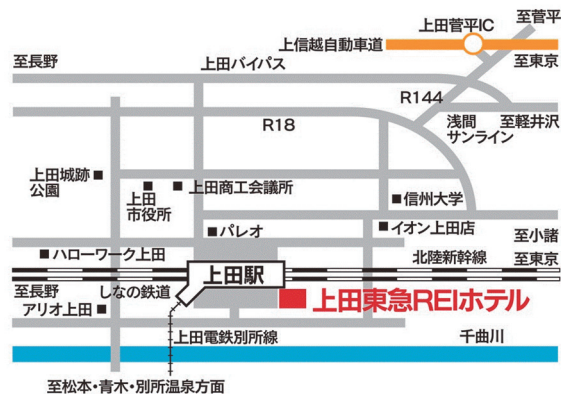 至菅平
上田菅平IC
上信越自動車道
至長野
上田バイパス
至東京
R144
R18
浅間
サンライン
至軽井沢
上田城跡
公園
上田
市役所
上田商工会議所
信州大学
パレオ
イオン上田店
至小諸
ハローワーク上田
北陸新幹線
至東京
上田駅
至長野
しなの鉄道
アリオ上田
上田東急REIホテル
上田電鉄別所線
千曲川
至松本・青木・別所温泉方面